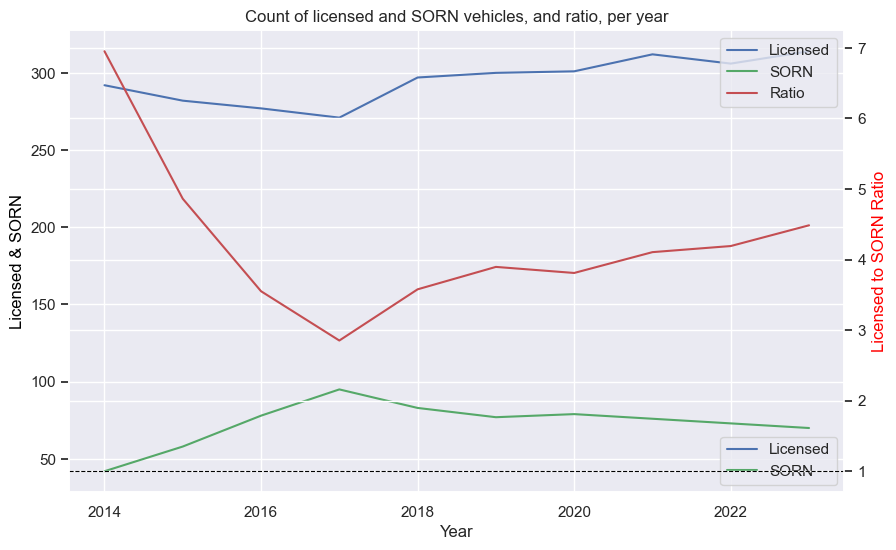 Count of licensed and SORN vehicles, and ratio, per year
Licensed
SORN
Ratio
300
250
200
150
100
50
Licensed & SORN
7
6
5
4
3
2
1
Licensed to SORN Ratio
Licensed
SORN
2014
2016
2018
2020
2022
Year